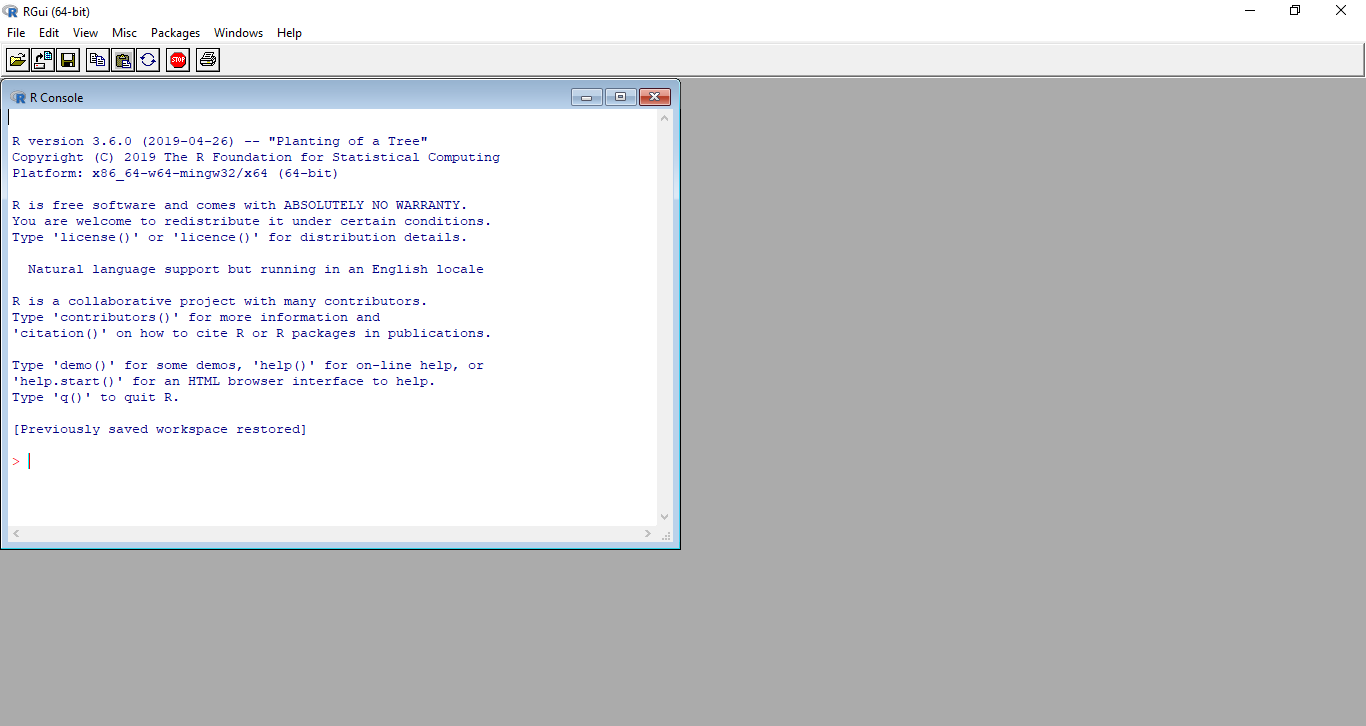 RGui (64-bit)
File Edit View Misc Packages Windows Help
STOP
R Console
R version 3.6.0 (2019-04-26) -- "Planting of a Tree"
Copyright (C) 2019 The R Foundation for Statistical Computing
Platform: x86_64-w64-mingw32/x64 (64-bit)
R is free software and comes with ABSOLUTELY NO WARRANTY.
You are welcome to redistribute it under certain conditions.
Type 'license()' or 'licence()' for distribution details.
Natural language support but running in an English locale
R is a collaborative project with many contributors.
Type 'contributors()' for more information and
'citation()' on how to cite R or R packages in publications.
Type 'demo()' for some demos, 'help()' for on-line help, or
'help.start()' for an HTML browser interface to help.
Type 'q()' to quit R.
[Previously saved workspace restored]
>